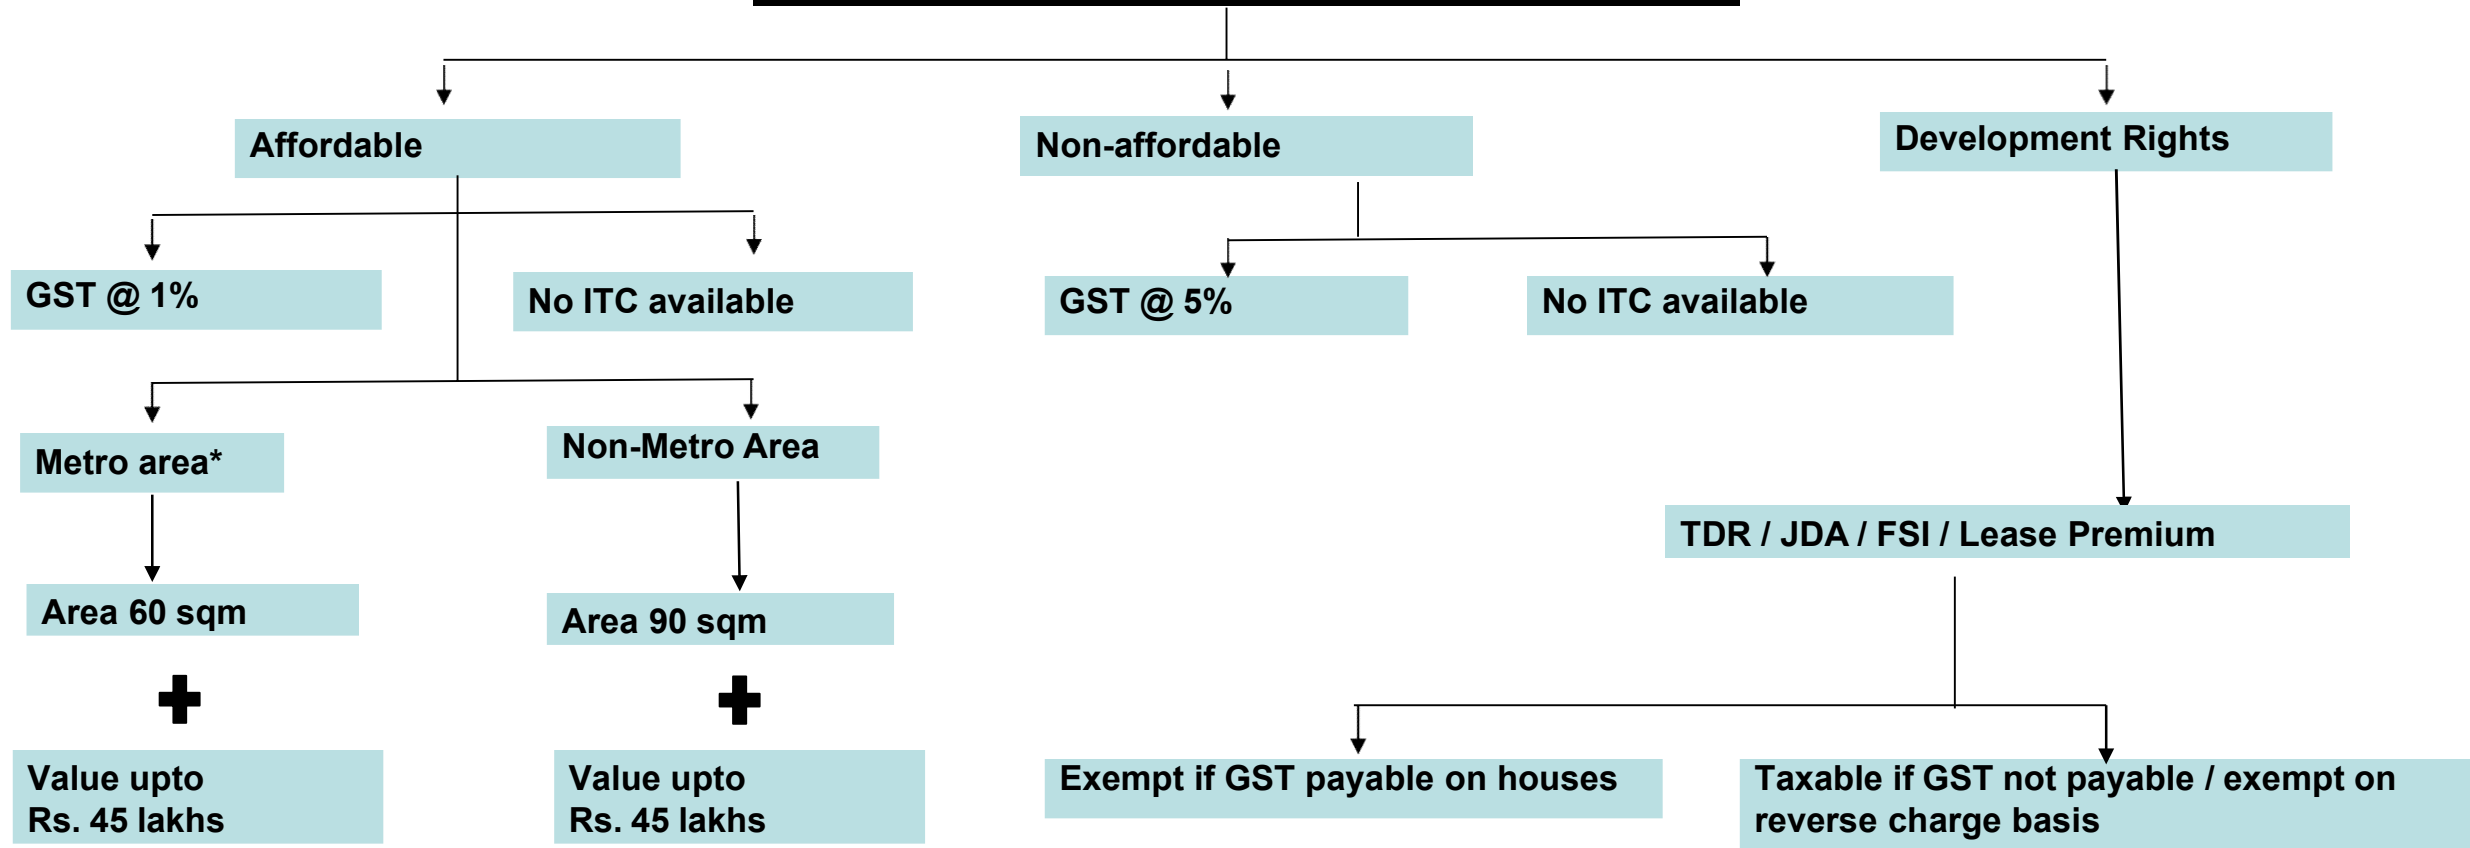 Affordable
Non-affordable
Development Rights
GST @ 1%
No ITC available
GST @ 5%
No ITC available
Metro area*
Non-Metro Area
TDR / JDA / FSI / Lease Premium
Area 60 sqm
Area 90 sqm
Value upto
Rs. 45 lakhs
Value upto
Rs. 45 lakhs
Exempt if GST payable on houses
Taxable if GST not payable / exempt on
reverse charge basis